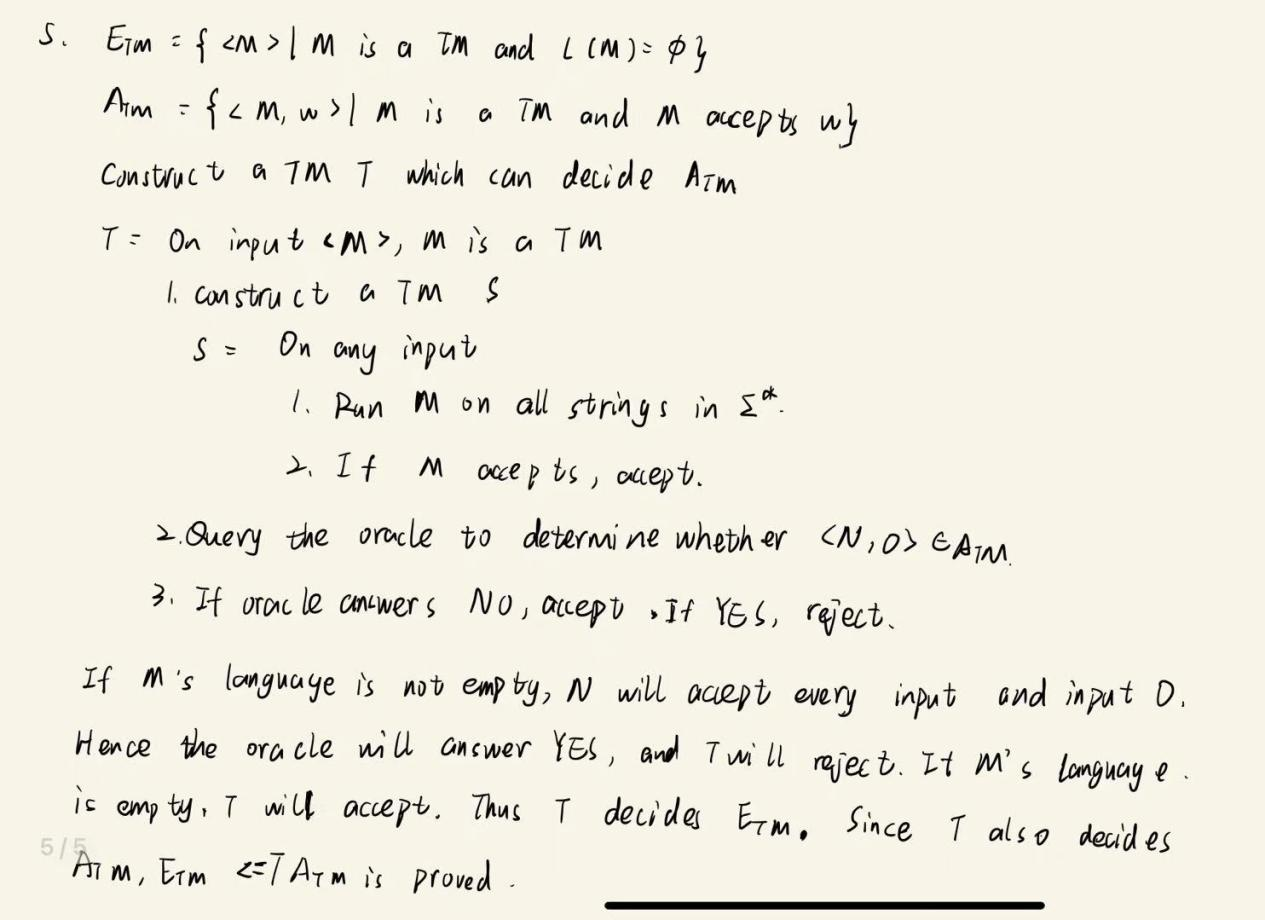 5. E_TM = { <M> | M is a TM and L(M) = ϕ }
A_TM = { < M, w > | M is a TM and M accepts w }
Construct a TM T which can decide A_TM
T = On input <M>, M is a TM
1. construct a TM S
S = On any input
1. Run M on all strings in Σ*.
2. If M accepts, accept.
2. Query the oracle to determine whether <N, 0> ∈ A_TM.
3. If oracle answers NO, accept. If YES, reject.
If M's language is not empty, N will accept every input and input 0.
Hence the oracle will answer YES, and T will reject. If M's language.
is empty, T will accept. Thus T decides E_TM. Since T also decides
5/5
A_TM, E_TM <=T A_TM is proved.